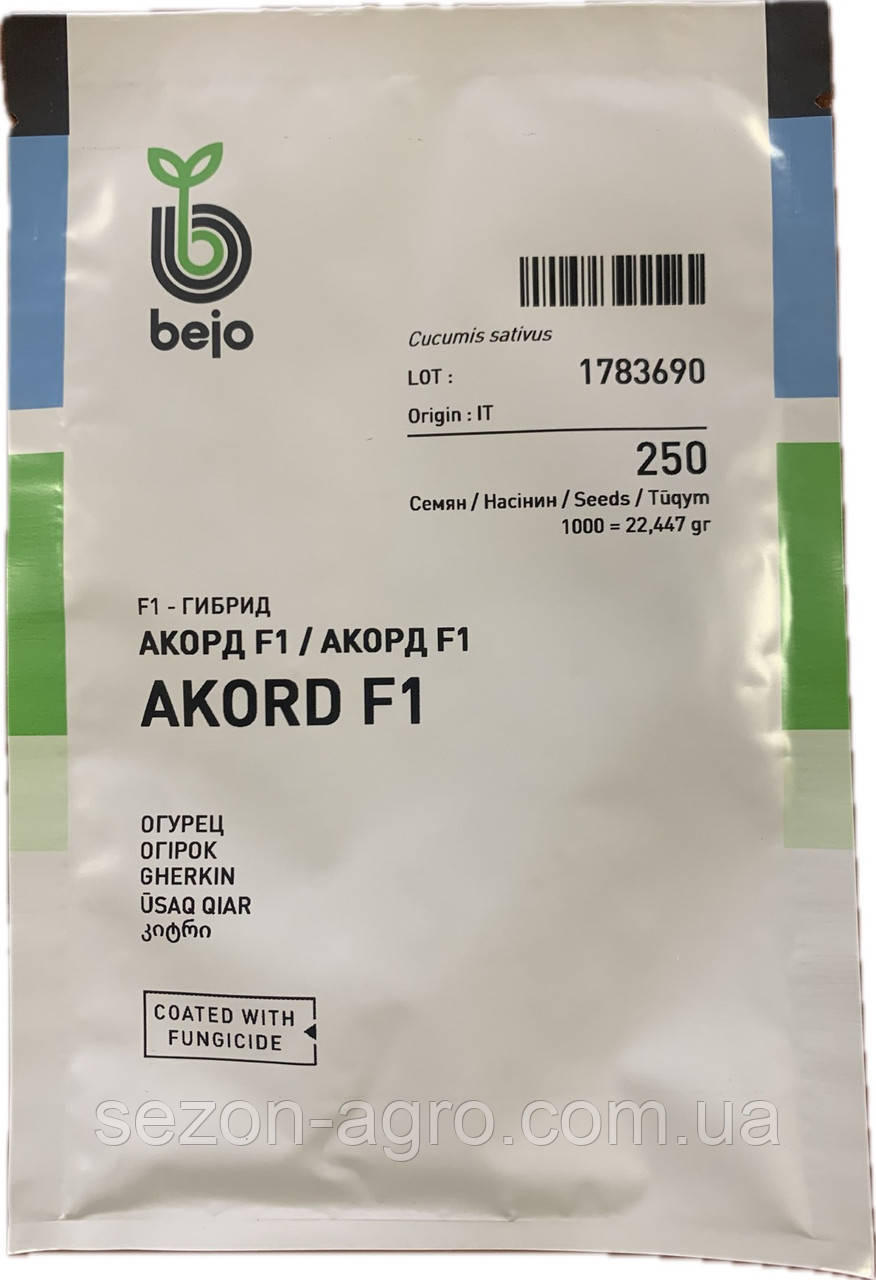 bejo
Cucumis sativus
LOT : 1783690
Origin : IT
250
Семян / Насінин / Seeds / Tūqym
1000 = 22,447 gr
F1 - ГИБРИД
АКОРД F1 / АКОРД F1
AKORD F1
ОГУРЕЦ
ОГІРОК
GHERKIN
ŪSAQ QIAR
კიტრი
COATED WITH
FUNGICIDE
sezon-agro.com.ua